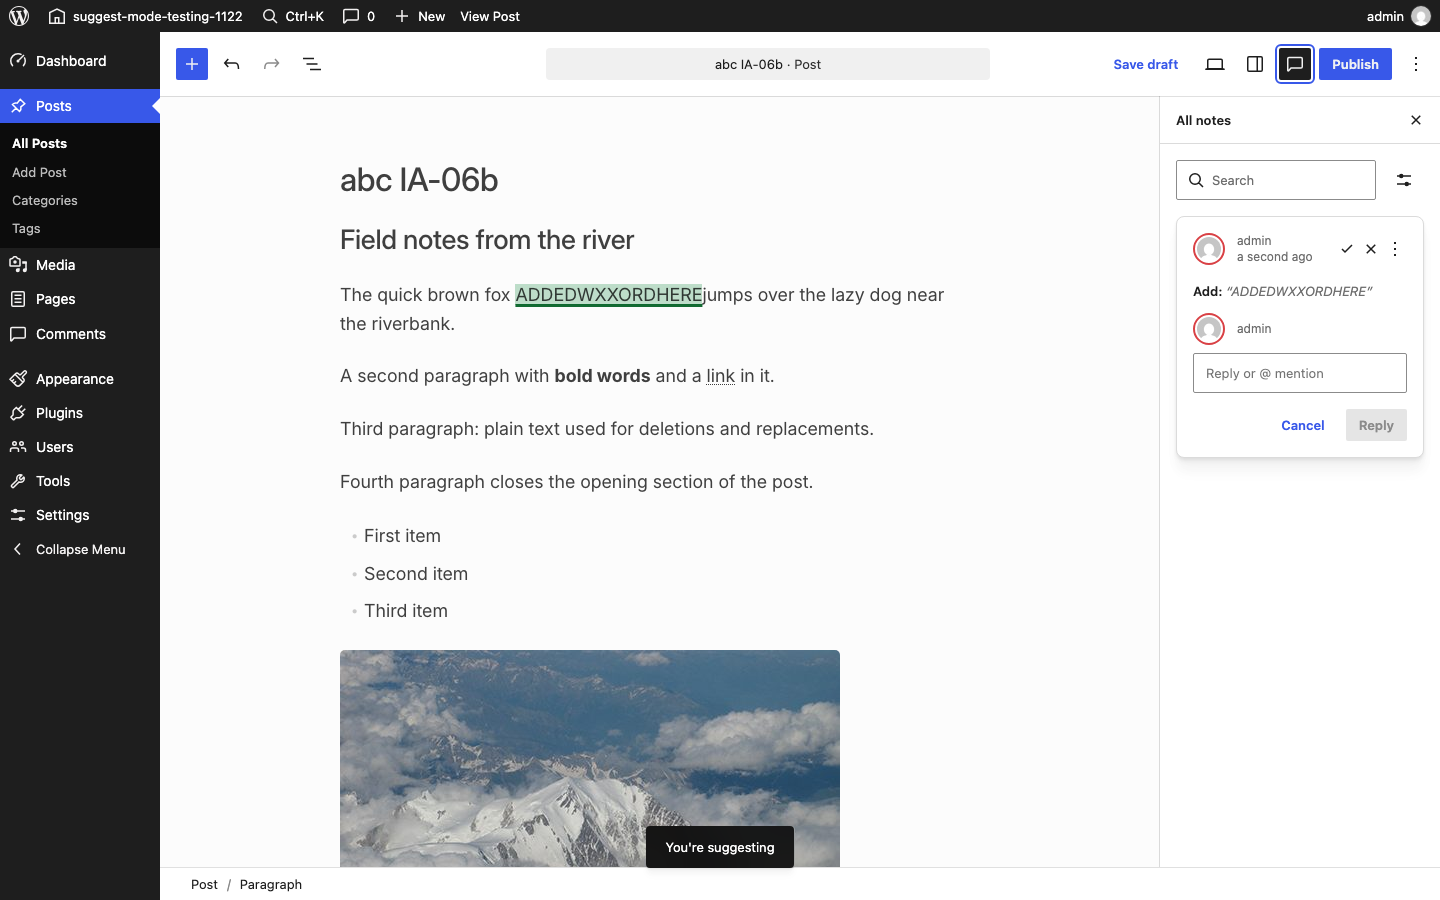 suggest-mode-testing-1122
Ctrl+K
0
New
View Post
admin
Dashboard
Posts
All Posts
Add Post
Categories
Tags
Media
Pages
Comments
Appearance
Plugins
Users
Tools
Settings
Collapse Menu
abc IA-06b · Post
Save draft
Publish
abc IA-06b
Field notes from the river
The quick brown fox ADDEDWXXORDHEREjumps over the lazy dog near
the riverbank.
A second paragraph with bold words and a link in it.
Third paragraph: plain text used for deletions and replacements.
Fourth paragraph closes the opening section of the post.
First item
Second item
Third item
You're suggesting
Post / Paragraph
All notes
Search
admin
a second ago
Add: “ADDEDWXXORDHERE”
admin
Reply or @ mention
Cancel
Reply